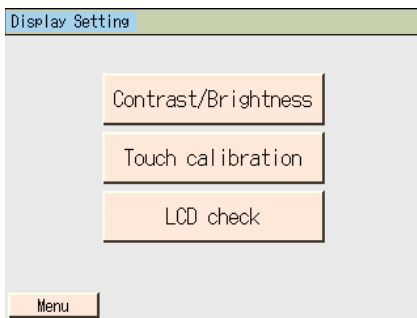 Display Setting
Contrast/Brightness
Touch calibration
LCD check
Menu